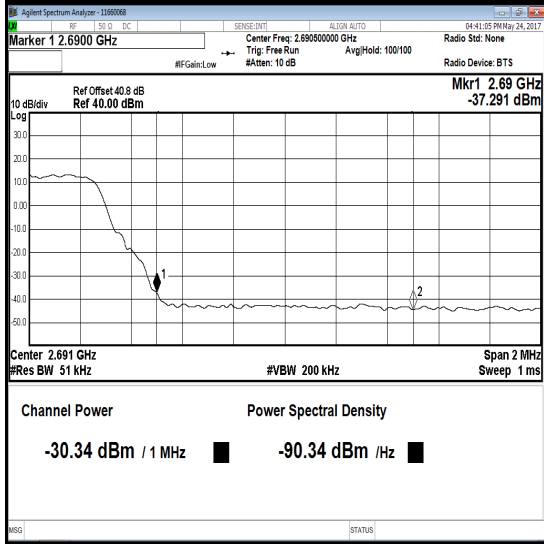 Agilent Spectrum Analyzer - 11660068
RF 50 Ω DC SENSE:INT ALIGN AUTO 04:41:05 PM May 24, 2017
Marker 1 2.6900 GHz
Center Freq: 2.690500000 GHz Radio Std: None
Trig: Free Run Avg|Hold: 100/100
#IFGain:Low #Atten: 10 dB Radio Device: BTS
Mkr1 2.69 GHz
-37.291 dBm
Ref Offset 40.8 dB
10 dB/div Ref 40.00 dBm
Log
30.0
20.0
10.0
0.00
-10.0
-20.0
-30.0
-40.0
-50.0
1
2
Center 2.691 GHz Span 2 MHz
#Res BW 51 kHz #VBW 200 kHz Sweep 1 ms
Channel Power Power Spectral Density
-30.34 dBm / 1 MHz -90.34 dBm /Hz
MSG STATUS